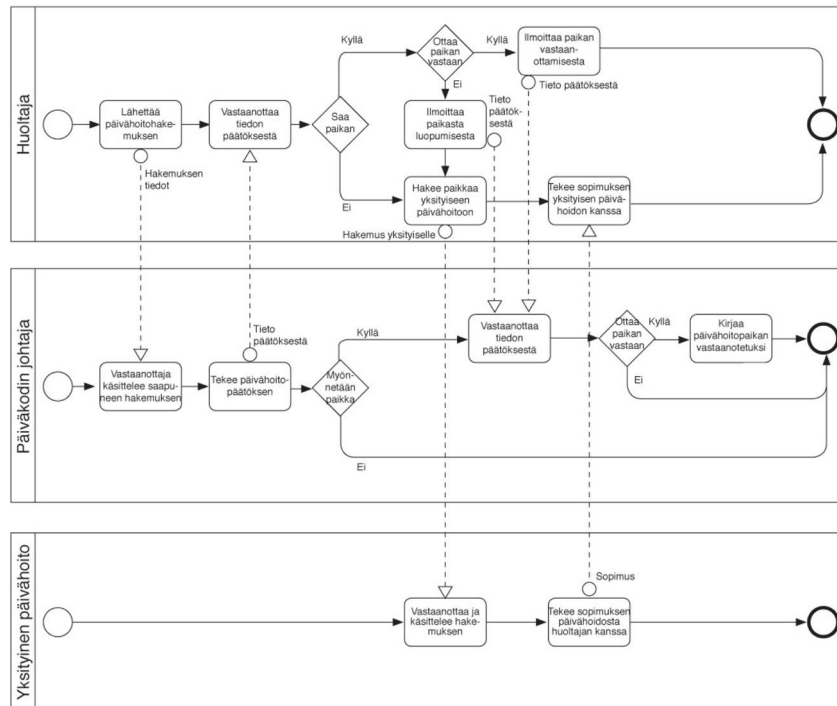 Huoltaja
Lähettää
päivähoitohake-
muksen
Hakemuksen
tiedot
Vastaanottaa
tiedon
päätöksestä
Saa
paikan
Kyllä
Ei
Ottaa
paikan
vastaan
Kyllä
Ei
Ilmoittaa paikan
vastaan-
ottamisesta
Tieto päätöksestä
Ilmoittaa
paikasta
luopumisesta
Tieto
päätök-
sestä
Hakee paikkaa
yksityiseen
päivähoitoon
Hakemus yksityiselle
Tekee sopimuksen
yksityisen päivä-
hoidon kanssa
Päiväkodin johtaja
Vastaanottaja
käsittelee saapu-
neen hakemuksen
Tieto
päätöksestä
Tekee päivähoito-
päätöksen
Myön-
netään
paikka
Kyllä
Ei
Vastaanottaa
tiedon
päätöksestä
Ottaa
paikan
vastaan
Kyllä
Ei
Kirjaa
päivähoitopaikan
vastaanotetuksi
Yksityinen päivähoito
Vastaanottaa ja
käsittelee hake-
muksen
Sopimus
Tekee sopimuksen
päivähoidosta
huoltajan kanssa